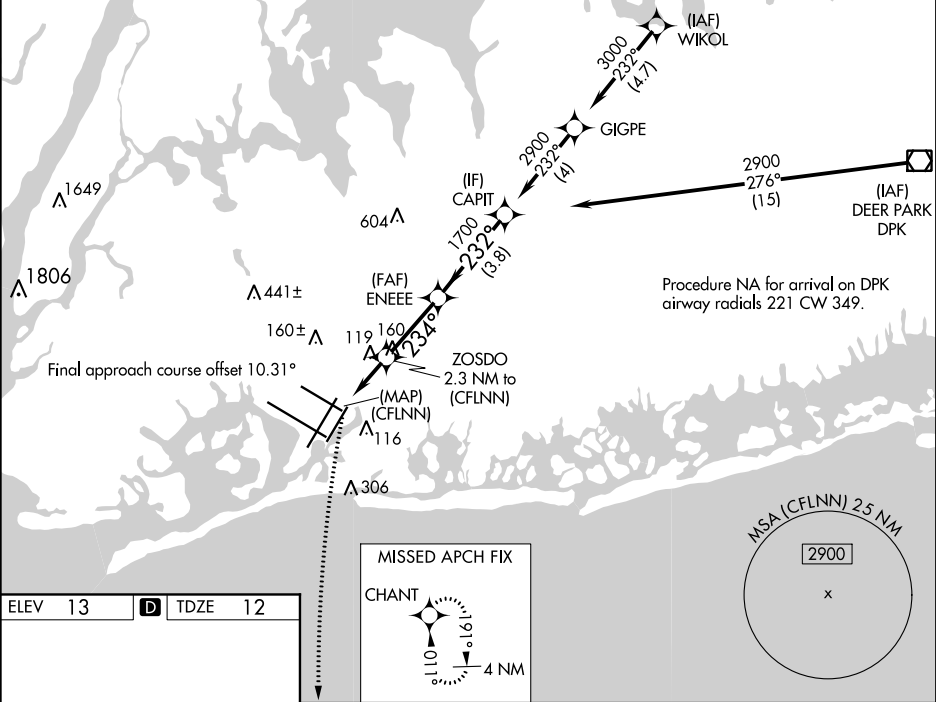 (IAF)
WIKOL
3000
232°
(4.7)
GIGPE
2900
232°
(4)
2900
276°
(15)
(IAF)
DEER PARK
DPK
(IF)
CAPIT
1649
604
1700
232°
(3.8)
1806
441±
(FAF)
ENEEE
Procedure NA for arrival on DPK
airway radials 221 CW 349.
160±
119
160
234°
ZOSDO
2.3 NM to
(CFLNN)
Final approach course offset 10.31°
(MAP)
(CFLNN)
116
306
MSA (CFLNN) 25 NM
2900
x
MISSED APCH FIX
CHANT
191°
011°
4 NM
ELEV 13 D TDZE 12